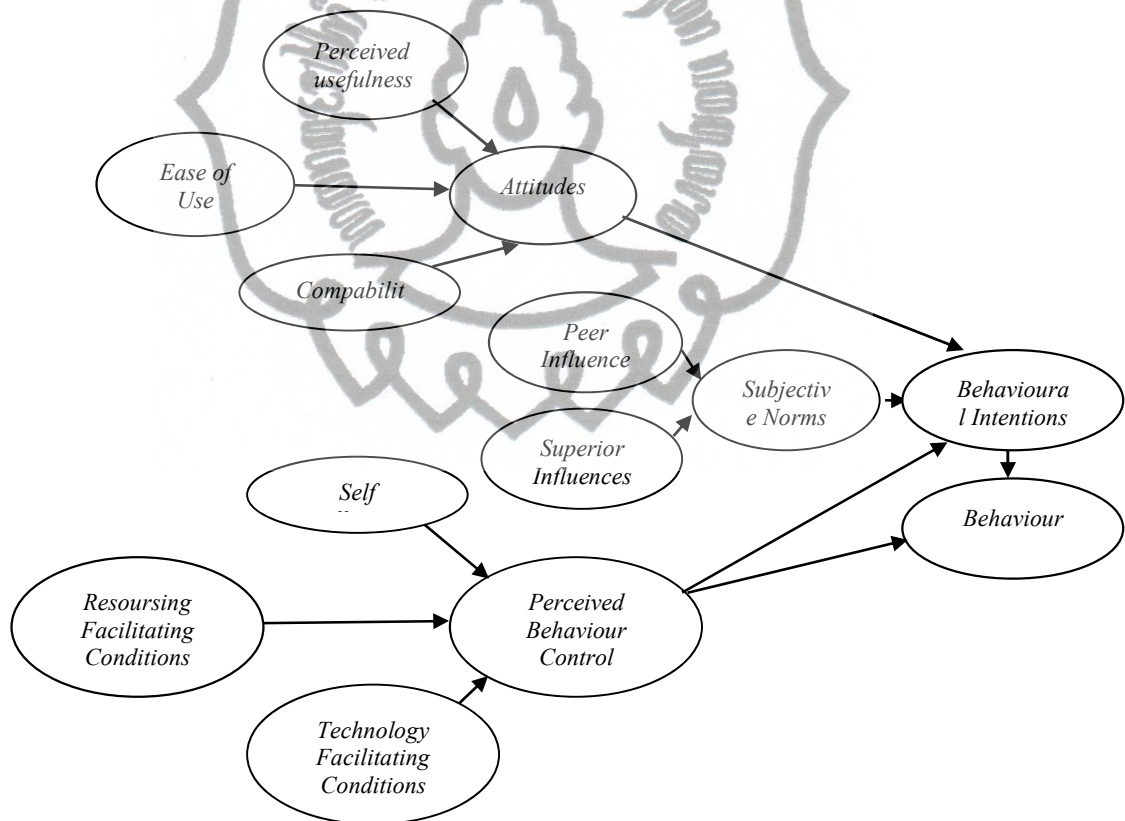 Perceived
usefulness
Ease of
Use
Attitudes
Compabilit
Peer
Influence
Subjectiv
e Norms
Behavioura
l Intentions
Superior
Influences
Self
Behaviour
Resoursing
Facilitating
Conditions
Perceived
Behaviour
Control
Technology
Facilitating
Conditions